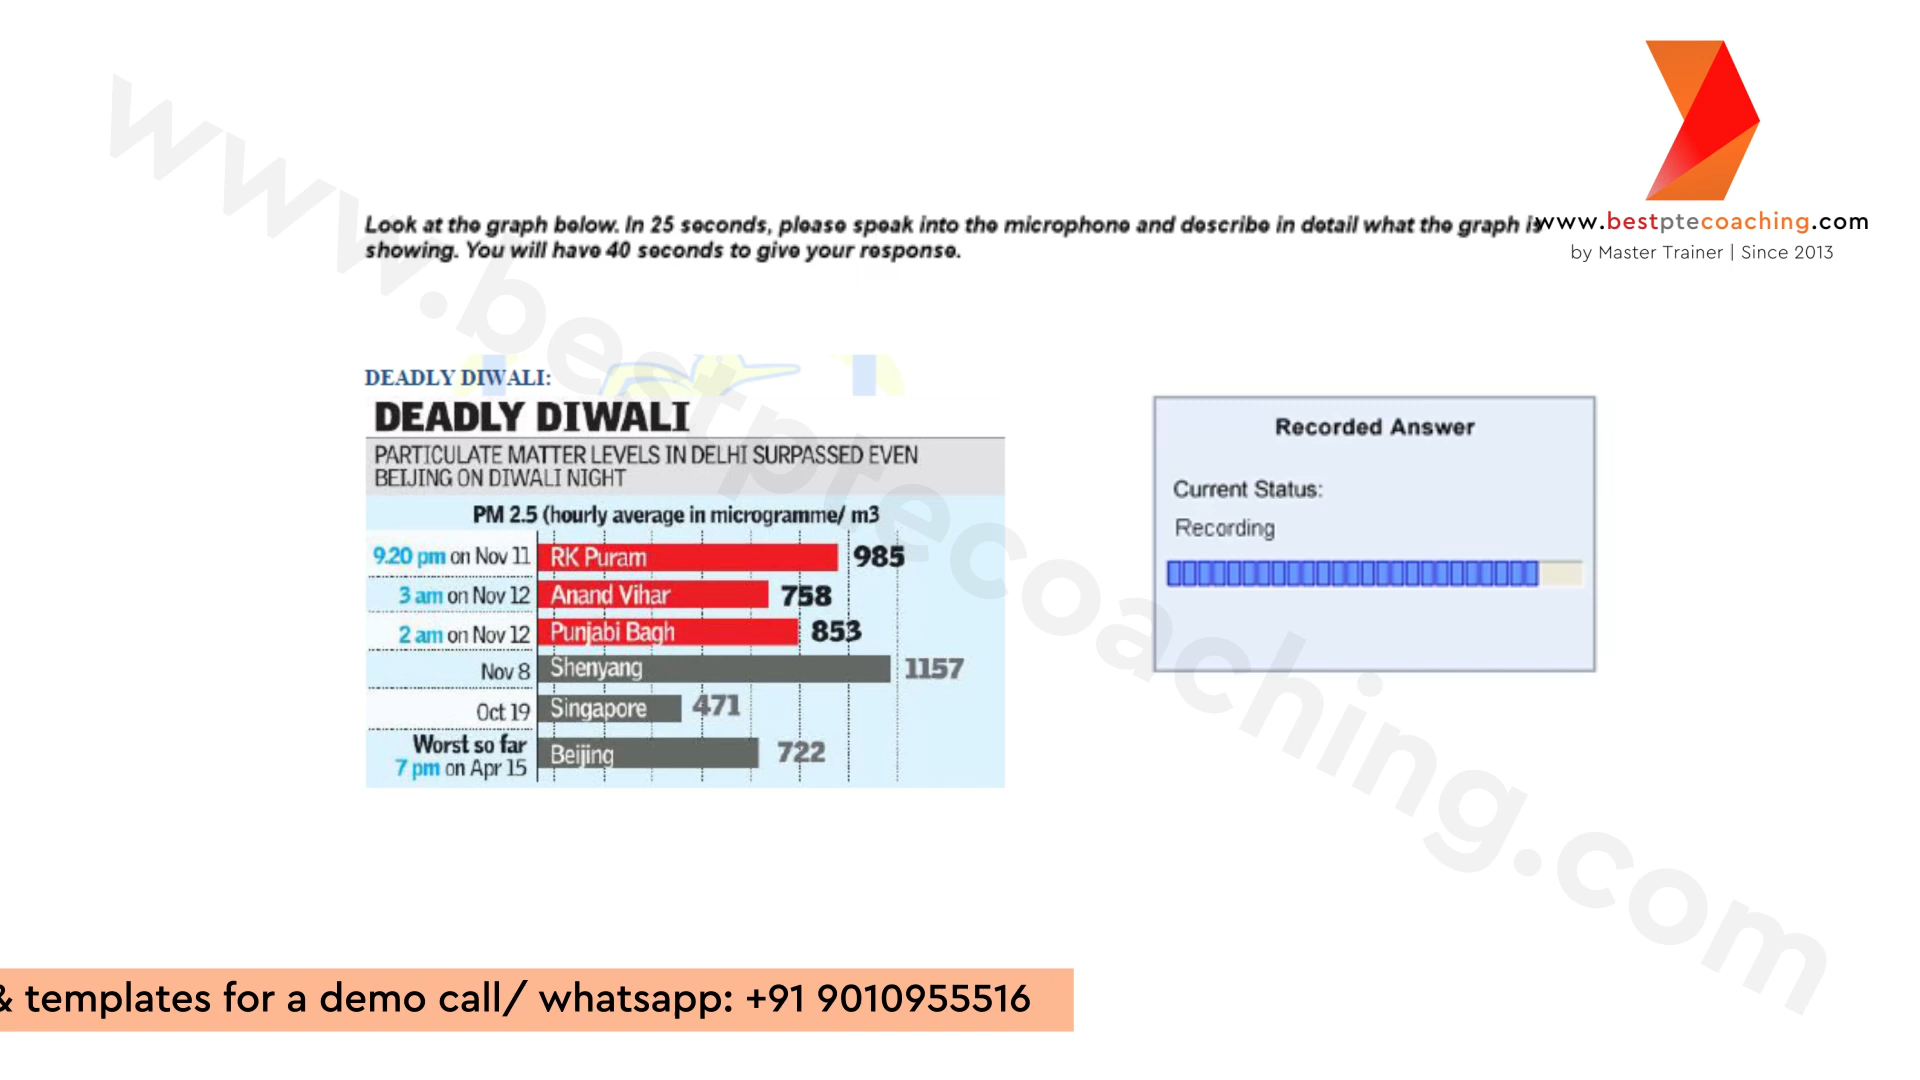 www.bestptecoaching.com
Look at the graph below. In 25 seconds, please speak into the microphone and describe in detail what the graph is
showing. You will have 40 seconds to give your response.
www.bestptecoaching.com
by Master Trainer | Since 2013
DEADLY DIWALI:
DEADLY DIWALI
PARTICULATE MATTER LEVELS IN DELHI SURPASSED EVEN
BEIJING ON DIWALI NIGHT
PM 2.5 (hourly average in microgramme/ m3
9.20 pm on Nov 11 RK Puram 985
3 am on Nov 12 Anand Vihar 758
2 am on Nov 12 Punjabi Bagh 853
Nov 8 Shenyang 1157
Oct 19 Singapore 471
Worst so far
7 pm on Apr 15 Beijing 722
Recorded Answer
Current Status:
Recording
& templates for a demo call/ whatsapp: +91 9010955516